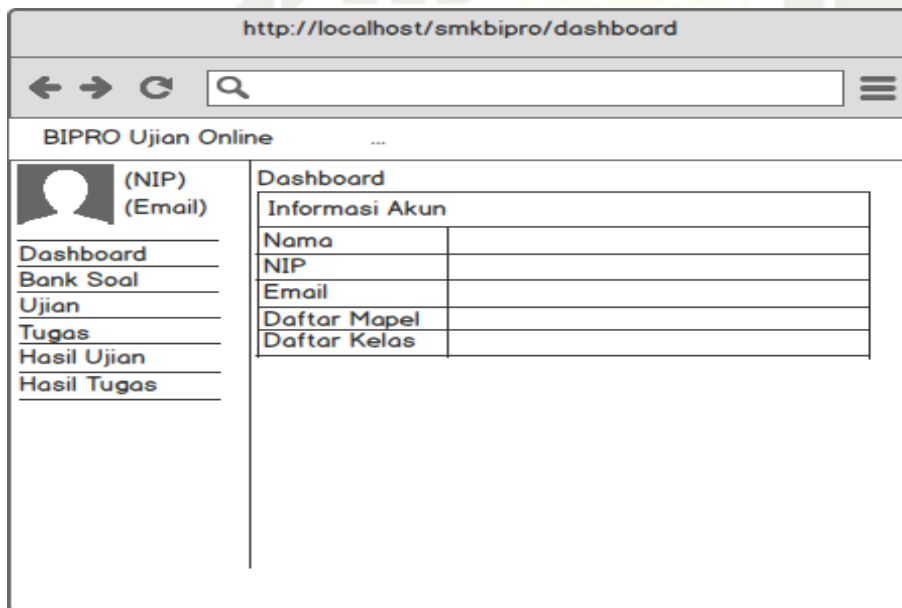 http://localhost/smkbipro/dashboard
BIPRO Ujian Online ...
(NIP)
(Email)
Dashboard
Bank Soal
Ujian
Tugas
Hasil Ujian
Hasil Tugas
Dashboard
Informasi Akun
Nama
NIP
Email
Daftar Mapel
Daftar Kelas